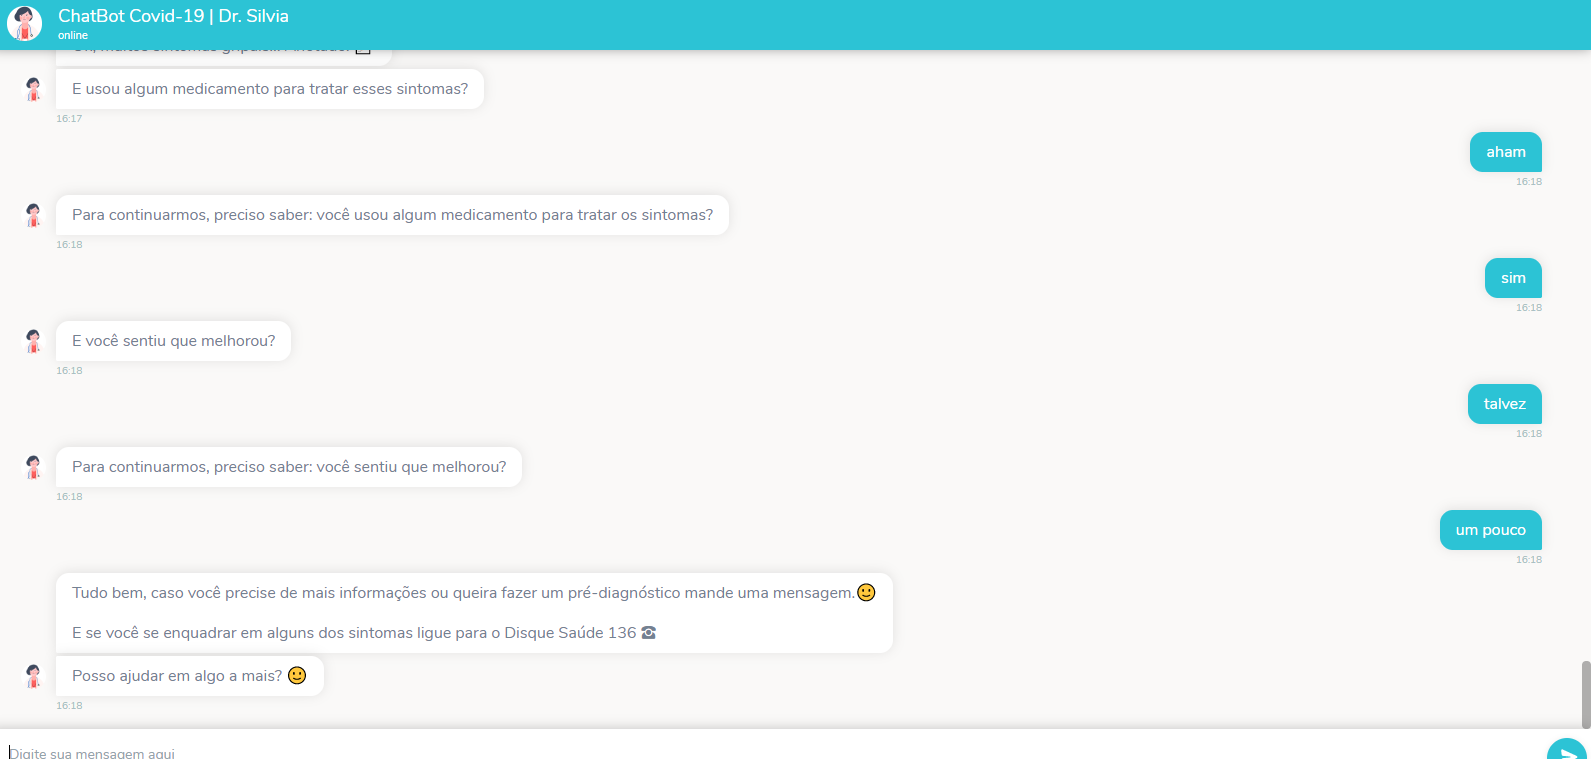 ChatBot Covid-19 | Dr. Silvia
online
E usou algum medicamento para tratar esses sintomas?
16:17
aham
16:18
Para continuarmos, preciso saber: você usou algum medicamento para tratar os sintomas?
16:18
sim
16:18
E você sentiu que melhorou?
16:18
talvez
16:18
Para continuarmos, preciso saber: você sentiu que melhorou?
16:18
um pouco
16:18
Tudo bem, caso você precise de mais informações ou queira fazer um pré-diagnóstico mande uma mensagem.🙂
E se você se enquadrar em alguns dos sintomas ligue para o Disque Saúde 136 ☎
Posso ajudar em algo a mais? 🙂
16:18
Digite sua mensagem aqui